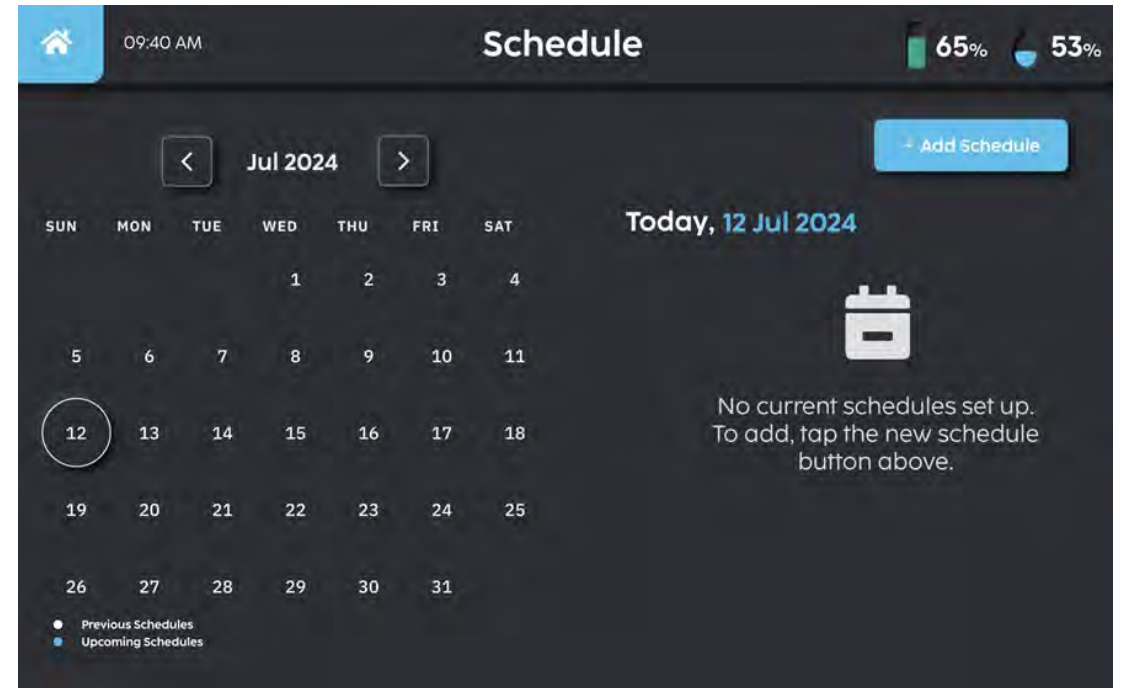 09:40 AM Schedule 65% 53%
Jul 2024
+ Add Schedule
SUN MON TUE WED THU FRI SAT
Today, 12 Jul 2024
1 2 3 4
5 6 7 8 9 10 11
12 13 14 15 16 17 18
19 20 21 22 23 24 25
26 27 28 29 30 31
No current schedules set up.
To add, tap the new schedule
button above.
Previous Schedules
Upcoming Schedules